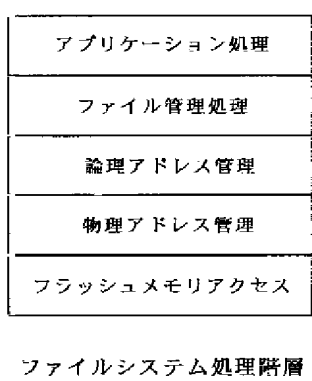 アプリケーション処理
ファイル管理処理
論理アドレス管理
物理アドレス管理
フラッシュメモリアクセス
ファイルシステム処理階層